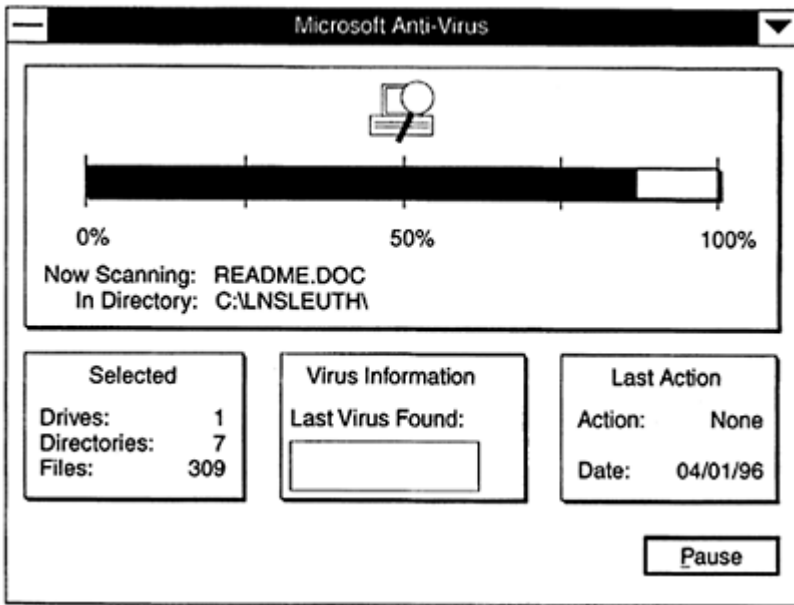 Microsoft Anti-Virus
0% 50% 100%
Now Scanning: README.DOC
In Directory: C:\LNSLEUTH\
Selected
Drives: 1
Directories: 7
Files: 309
Virus Information
Last Virus Found:
Last Action
Action: None
Date: 04/01/96
Pause